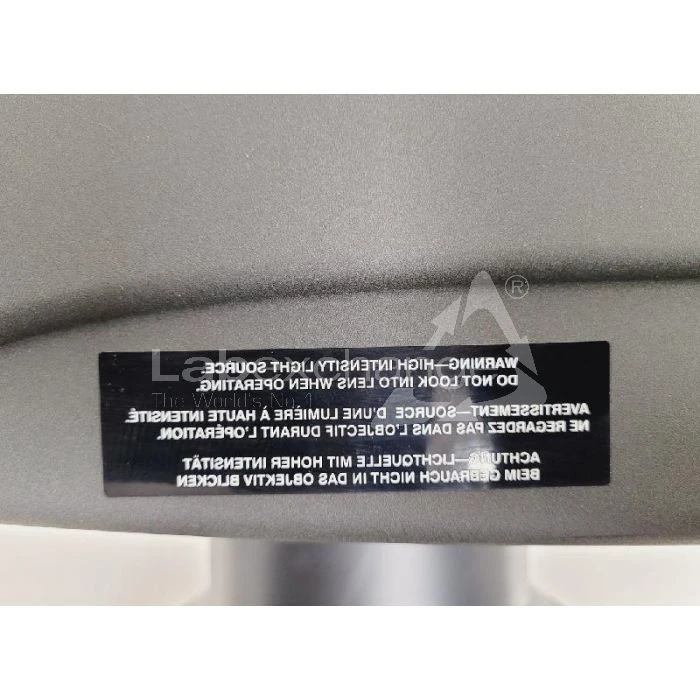 WARNING—HIGH INTENSITY LIGHT SOURCE.
DO NOT LOOK INTO LENS WHEN OPERATING.
AVERTISSEMENT—SOURCE D'UNE LUMIÈRE À HAUTE INTENSITÉ.
NE REGARDEZ PAS DANS L'OBJECTIF DURANT L'OPÉRATION.
ACHTUNG—LICHTQUELLE MIT HOHER INTENSITÄT
BEIM GEBRAUCH NICHT IN DAS OBJEKTIV BLICKEN
Labexchange
The World's No. 1
®